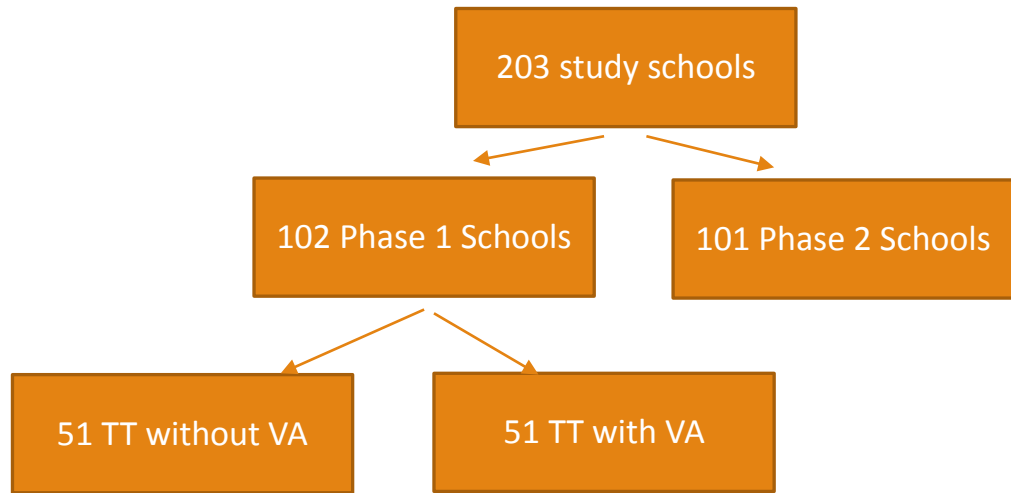 203 study schools
102 Phase 1 Schools
101 Phase 2 Schools
51 TT without VA
51 TT with VA